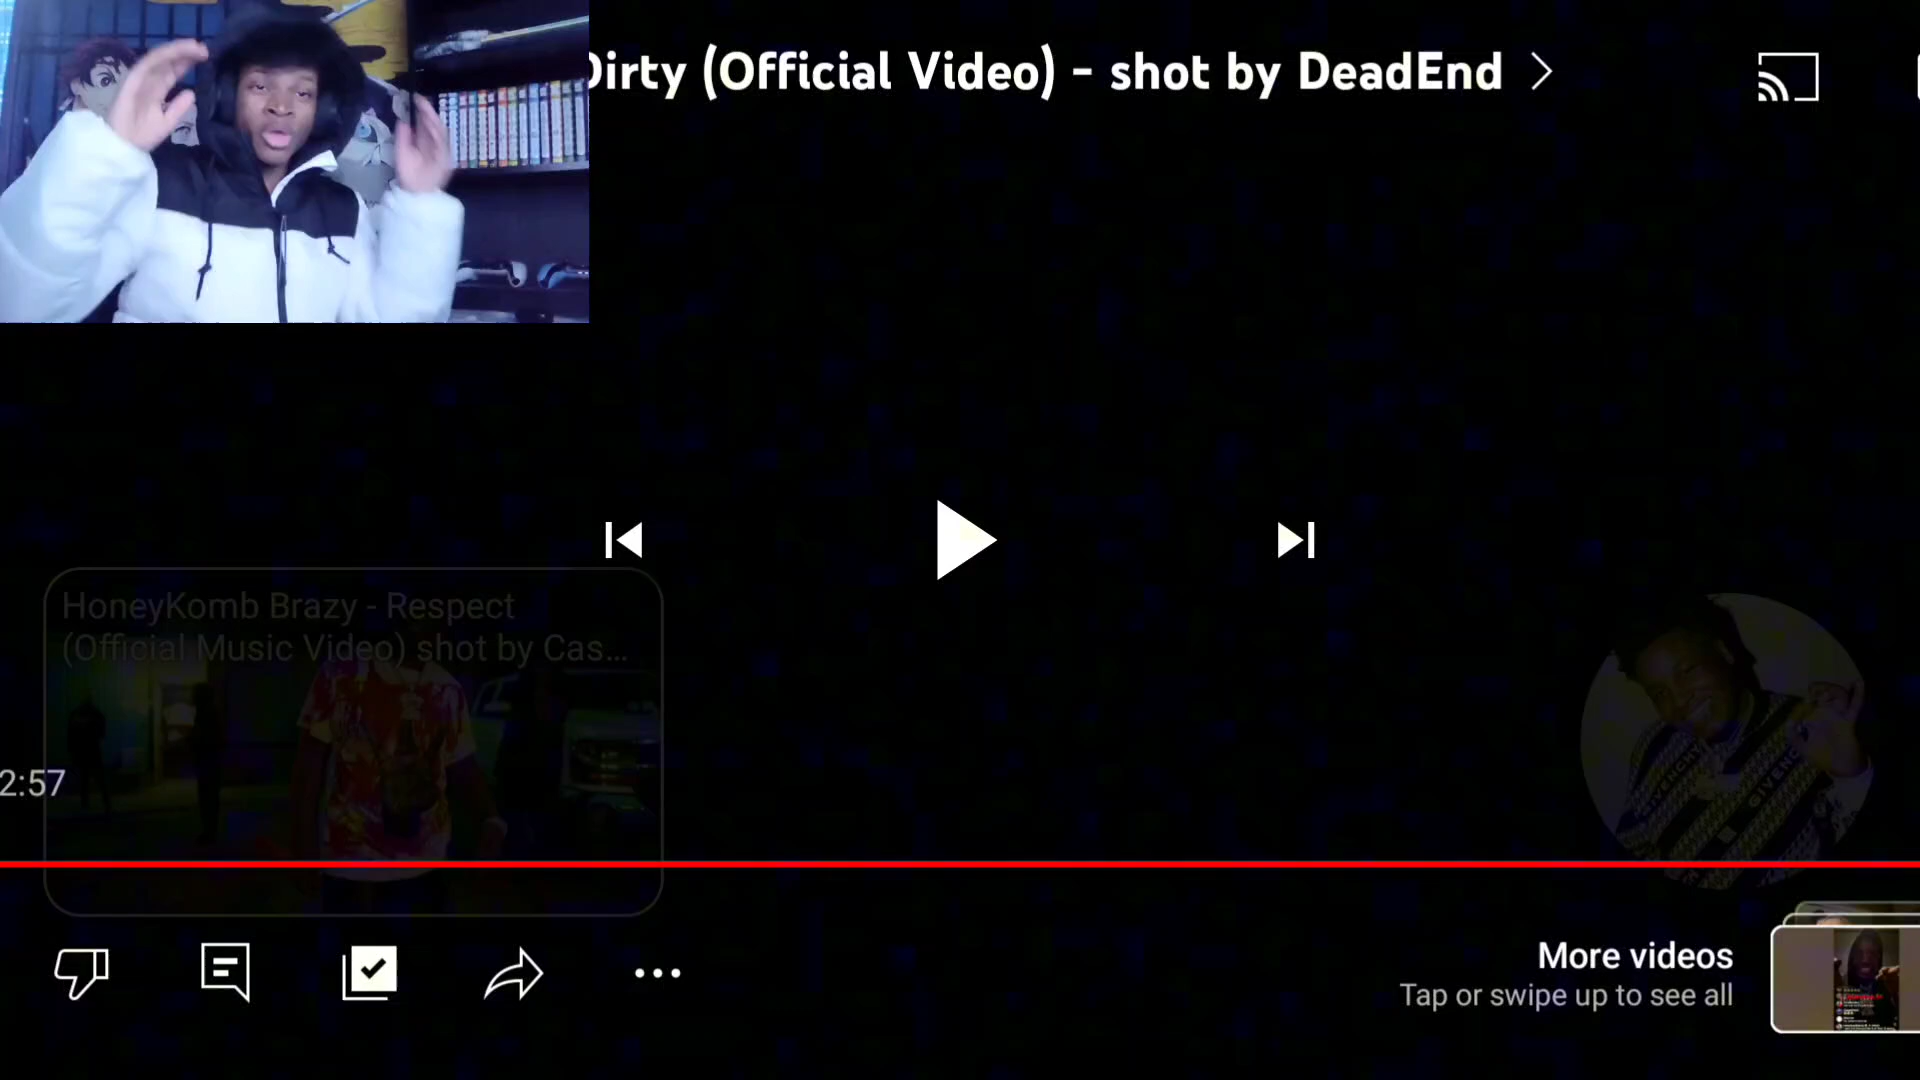 Dirty (Official Video) - shot by DeadEnd
HoneyKomb Brazy - Respect
(Official Music Video) shot by Cas...
2:57
GIVENCHY
More videos
Tap or swipe up to see all